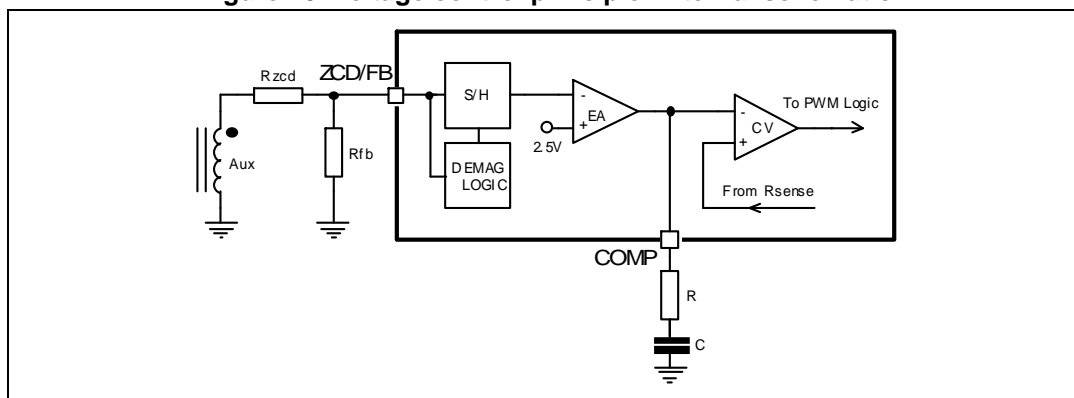 ZCD/FB
Rzcd
S/H
To PWM Logic
-
-
EA
CV
+
+
2.5V
Rfb
Aux
DEMAG
LOGIC
From Rsense
COMP
R
C